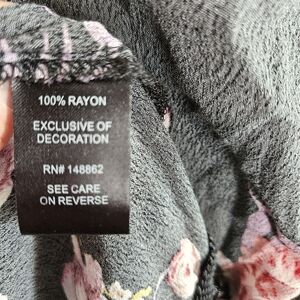 100% RAYON
EXCLUSIVE OF
DECORATION
RN# 148862
SEE CARE
ON REVERSE